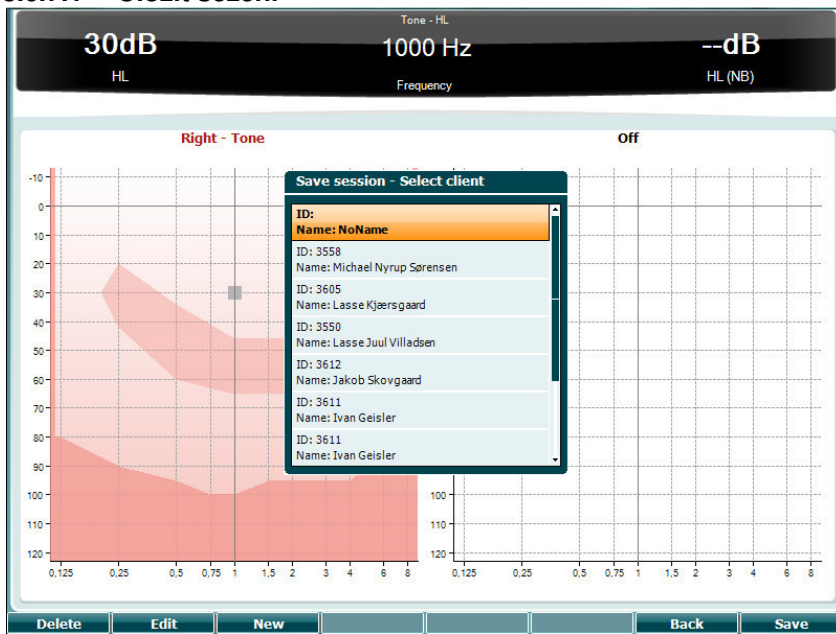 Tone - HL
30dB
1000 Hz
--dB
HL
Frequency
HL (NB)
Right - Tone
Off
Save session - Select client
ID:
Name: NoName
ID: 3558
Name: Michael Nyrup Sørensen
ID: 3605
Name: Lasse Kjærsgaard
ID: 3550
Name: Lasse Juul Villadsen
ID: 3612
Name: Jakob Skovgaard
ID: 3611
Name: Ivan Geisler
ID: 3611
Name: Ivan Geisler
-10
0
10
20
30
40
50
60
70
80
90
100
110
120
0,125 0,25 0,5 0,75 1 1,5 2 3 4 6 8
100
110
120
0,125 0,25 0,5 0,75 1 1,5 2 3 4 6 8
Delete Edit New Back Save